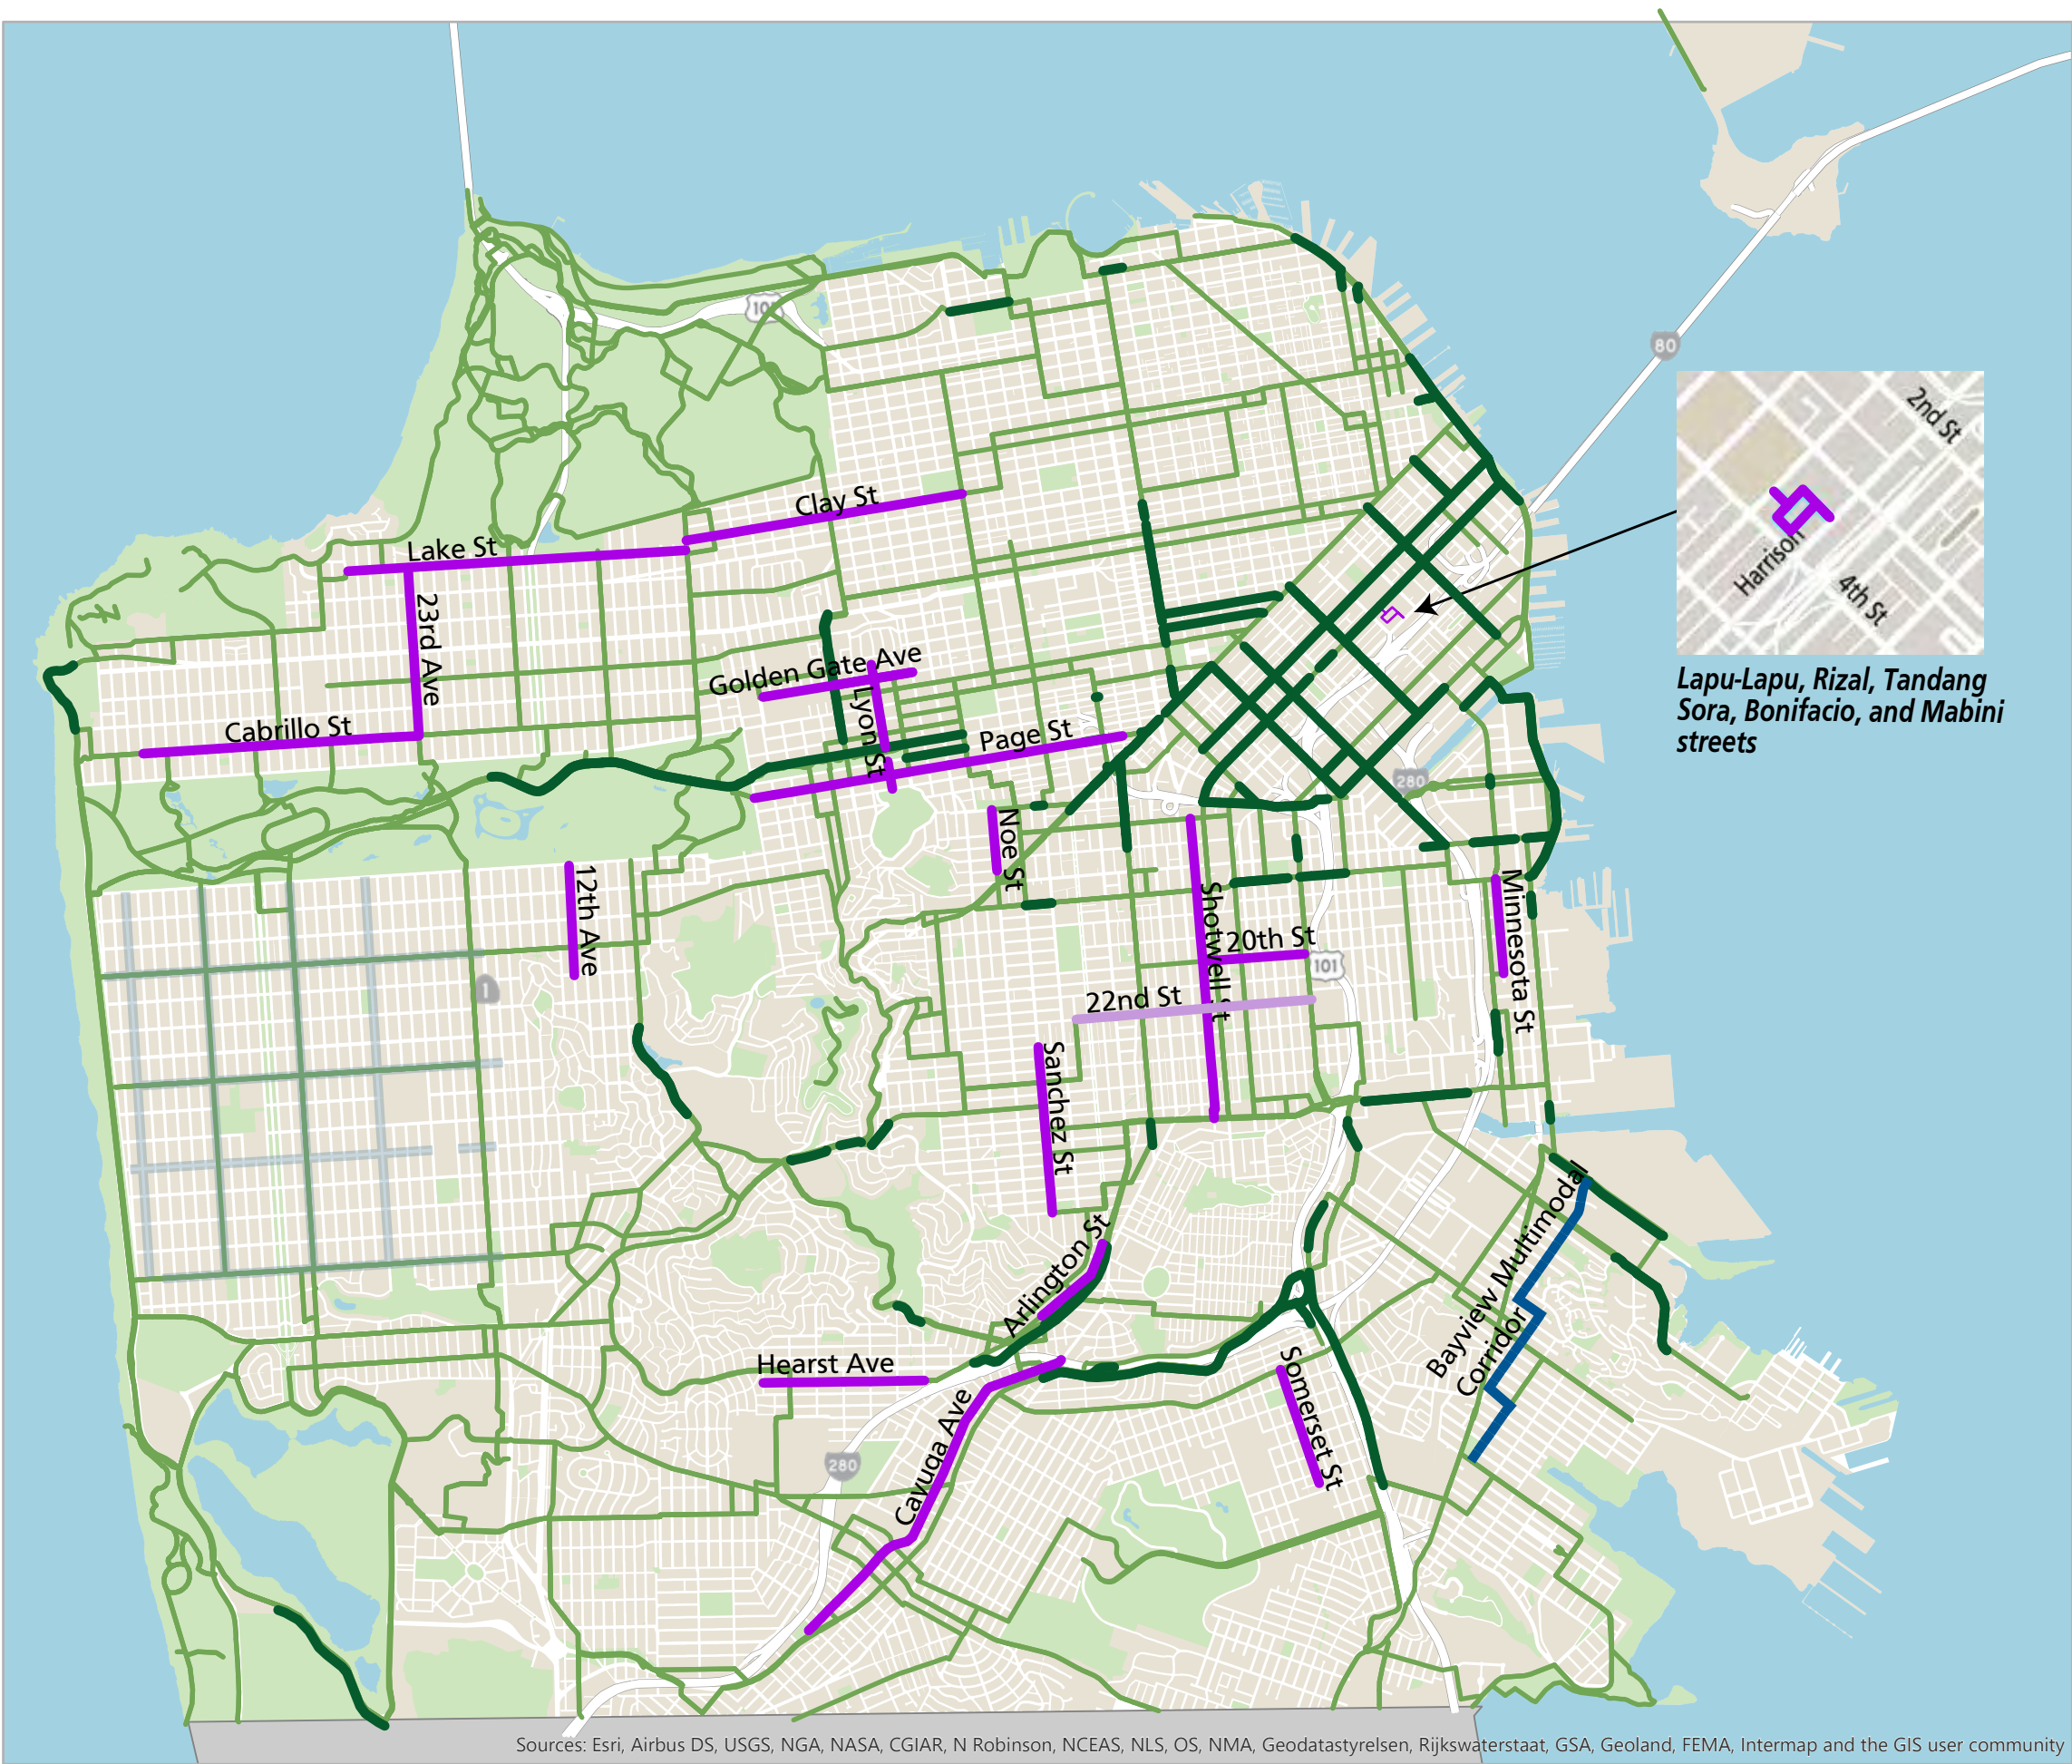 101
80
2nd St
Clay St
Lake St
Harrison
4th St
23rd Ave
Golden Gate Ave
Lyon St
Lapu-Lapu, Rizal, Tandang
Sora, Bonifacio, and Mabini
streets
Cabrillo St
Page St
280
Noe St
12th Ave
Shotwell St
Minnesota St
20th St
101
1
22nd St
Sanchez St
Bayview Multimodal
Corridor
Arlington St
Hearst Ave
Somerset St
Cayuga Ave
280
Sources: Esri, Airbus DS, USGS, NGA, NASA, CGIAR, N Robinson, NCEAS, NLS, OS, NMA, Geodatastyrelsen, Rijkswaterstaat, GSA, Geoland, FEMA, Intermap and the GIS user community